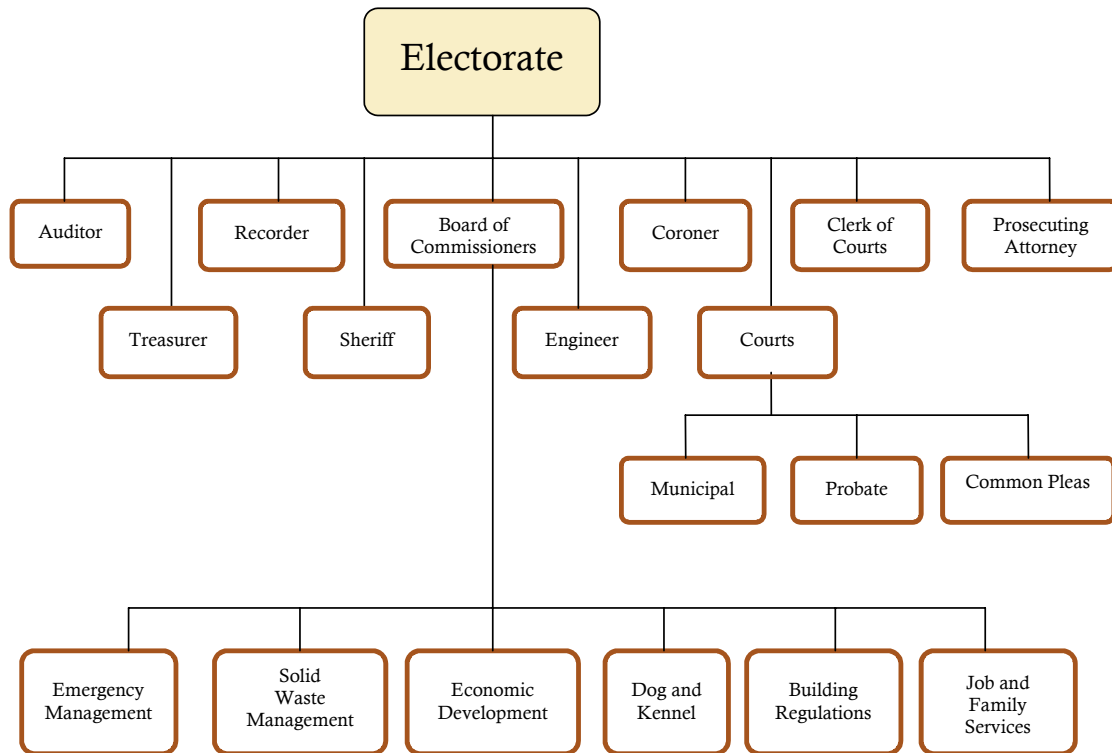 Electorate
Auditor
Recorder
Board of
Commissioners
Coroner
Clerk of
Courts
Prosecuting
Attorney
Treasurer
Sheriff
Engineer
Courts
Municipal
Probate
Common Pleas
Emergency
Management
Solid
Waste
Management
Economic
Development
Dog and
Kennel
Building
Regulations
Job and
Family
Services